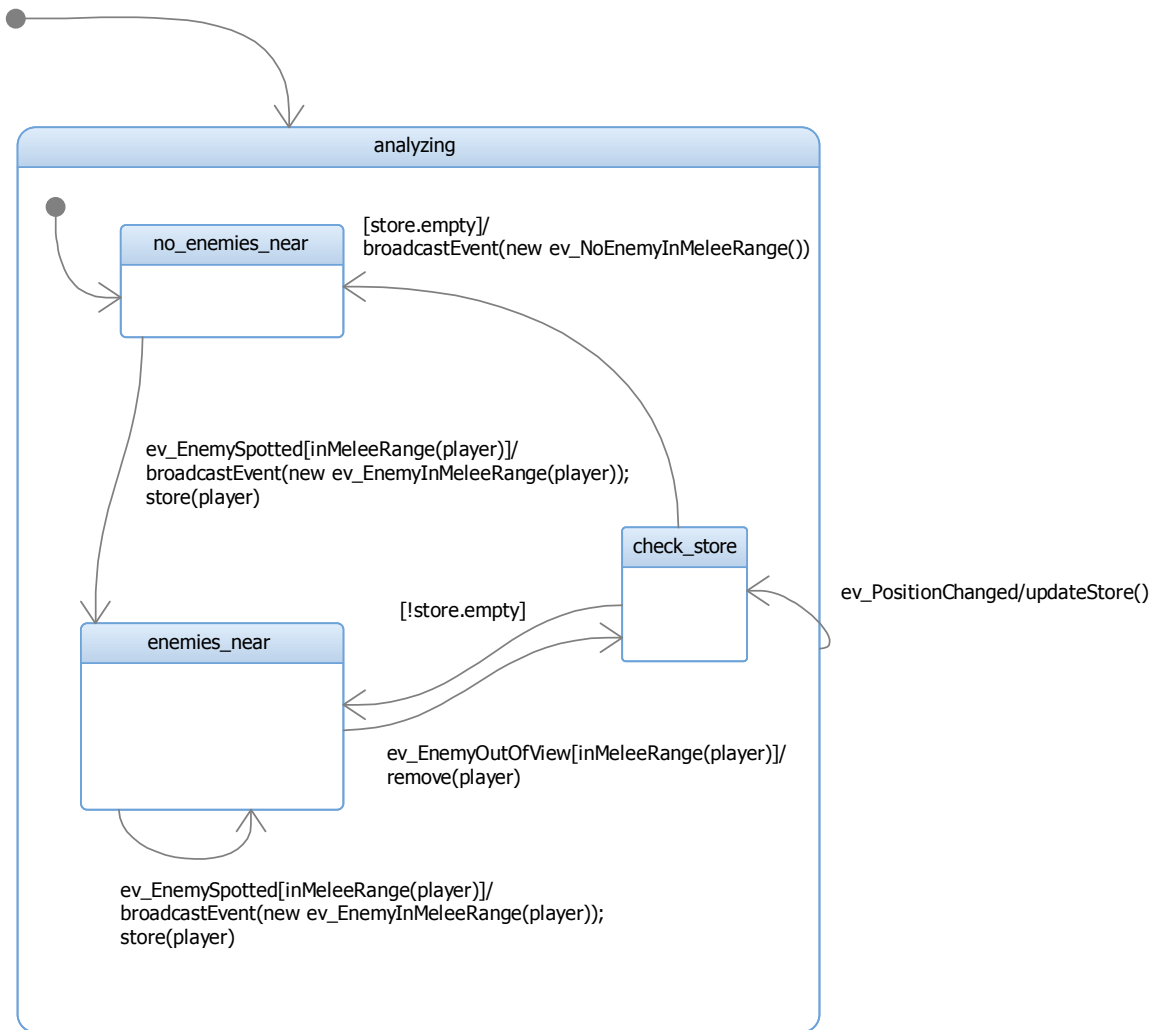 analyzing
no_enemies_near
[store.empty]/
broadcastEvent(new ev_NoEnemyInMeleeRange())
ev_EnemySpotted[inMeleeRange(player)]/
broadcastEvent(new ev_EnemyInMeleeRange(player));
store(player)
check_store
ev_PositionChanged/updateStore()
[!store.empty]
enemies_near
ev_EnemyOutOfView[inMeleeRange(player)]/
remove(player)
ev_EnemySpotted[inMeleeRange(player)]/
broadcastEvent(new ev_EnemyInMeleeRange(player));
store(player)